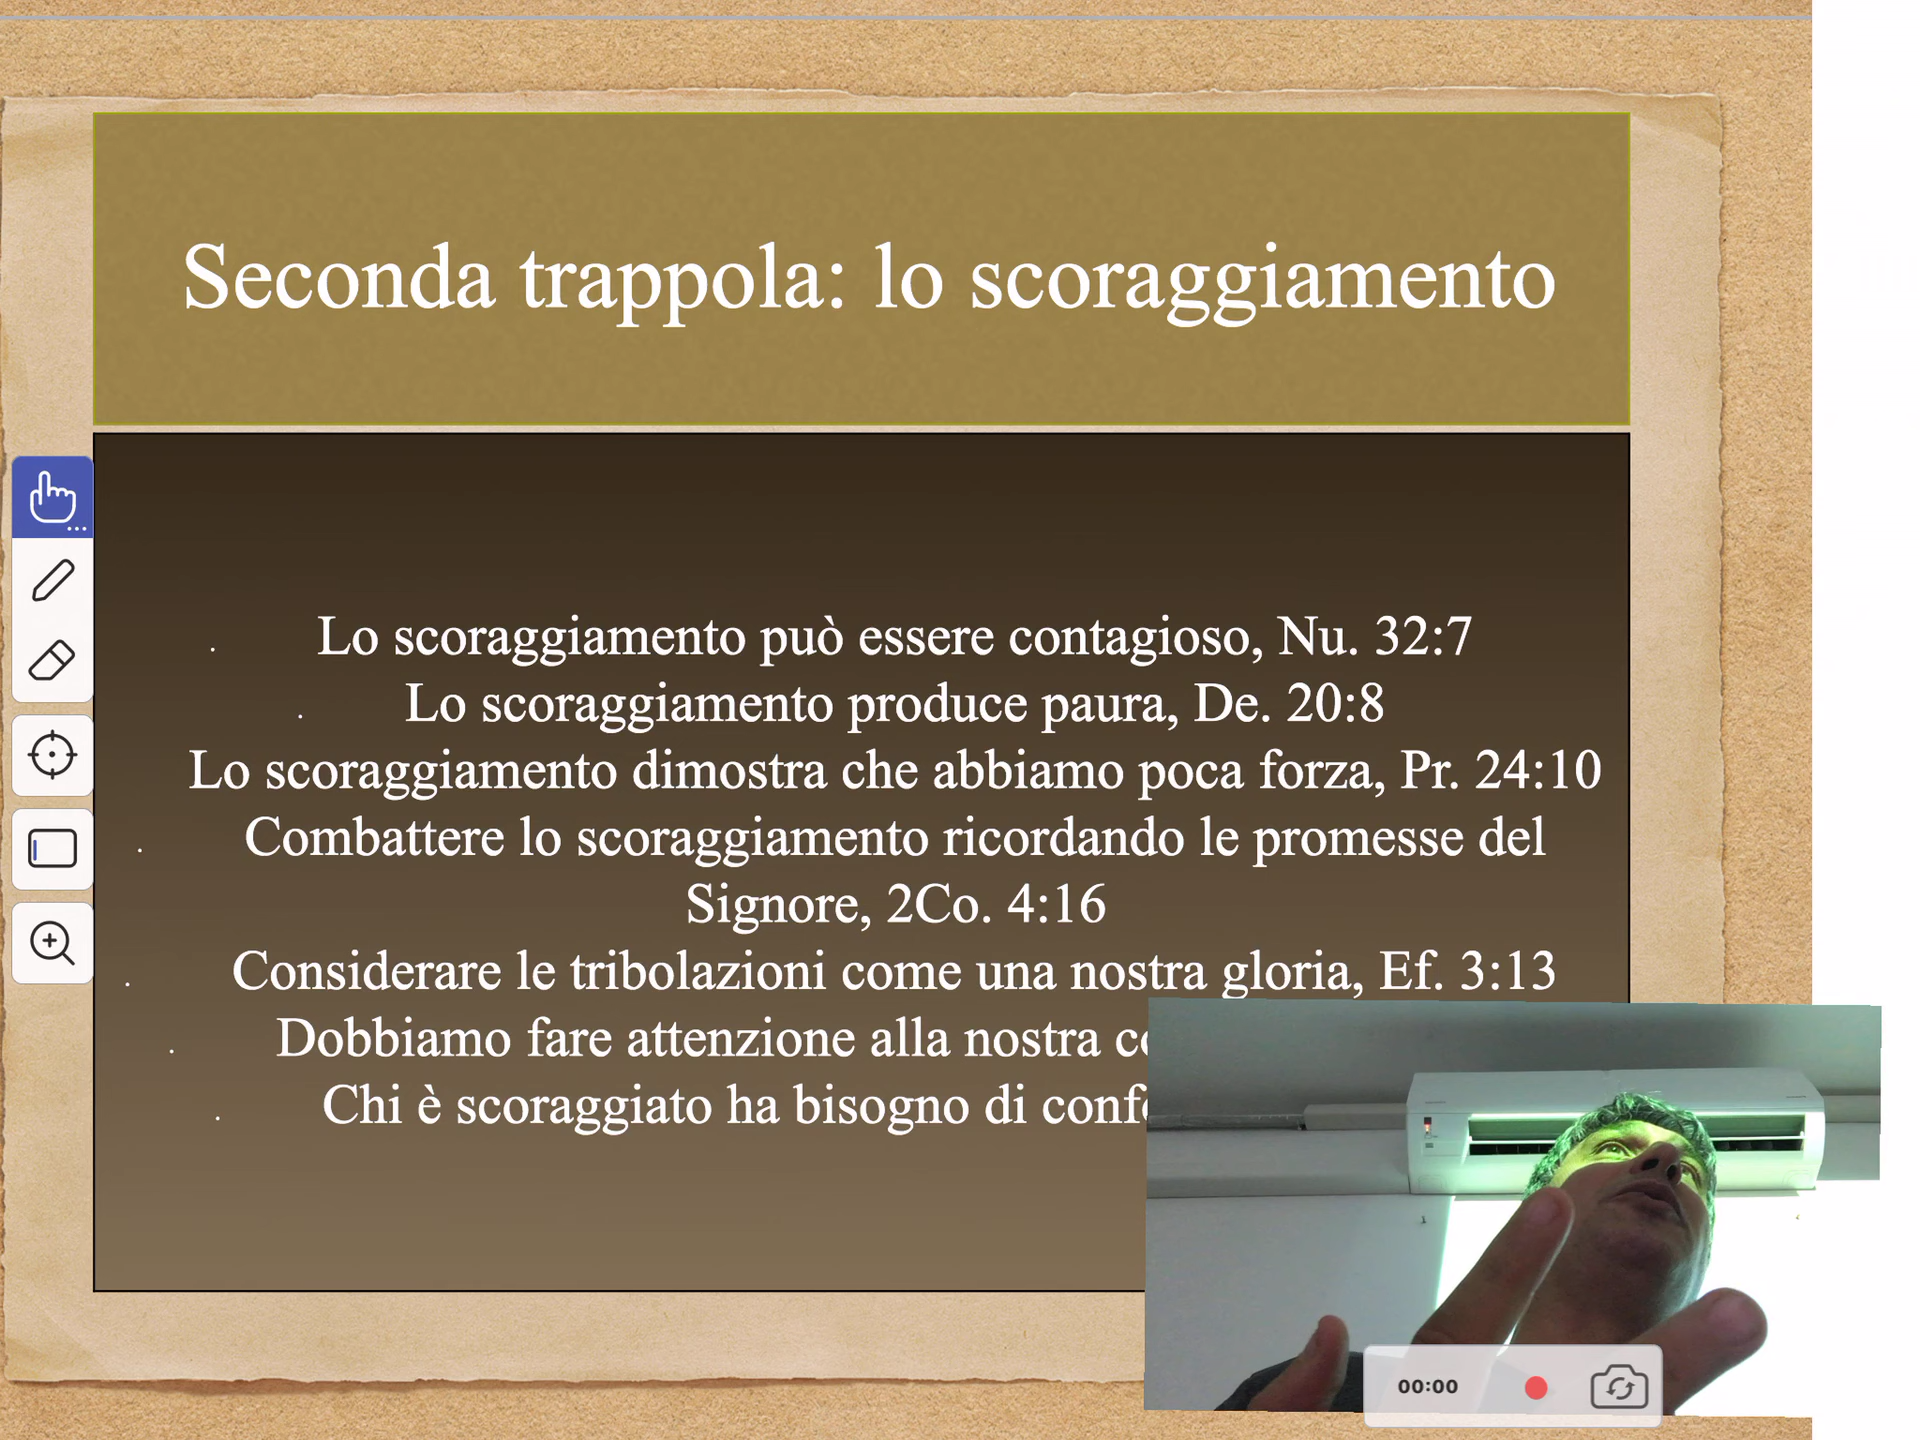 Seconda trappola: lo scoraggiamento
Lo scoraggiamento può essere contagioso, Nu. 32:7
Lo scoraggiamento produce paura, De. 20:8
Lo scoraggiamento dimostra che abbiamo poca forza, Pr. 24:10
Combattere lo scoraggiamento ricordando le promesse del
Signore, 2Co. 4:16
Considerare le tribolazioni come una nostra gloria, Ef. 3:13
Dobbiamo fare attenzione alla nostra
Chi è scoraggiato ha bisogno di
00:00